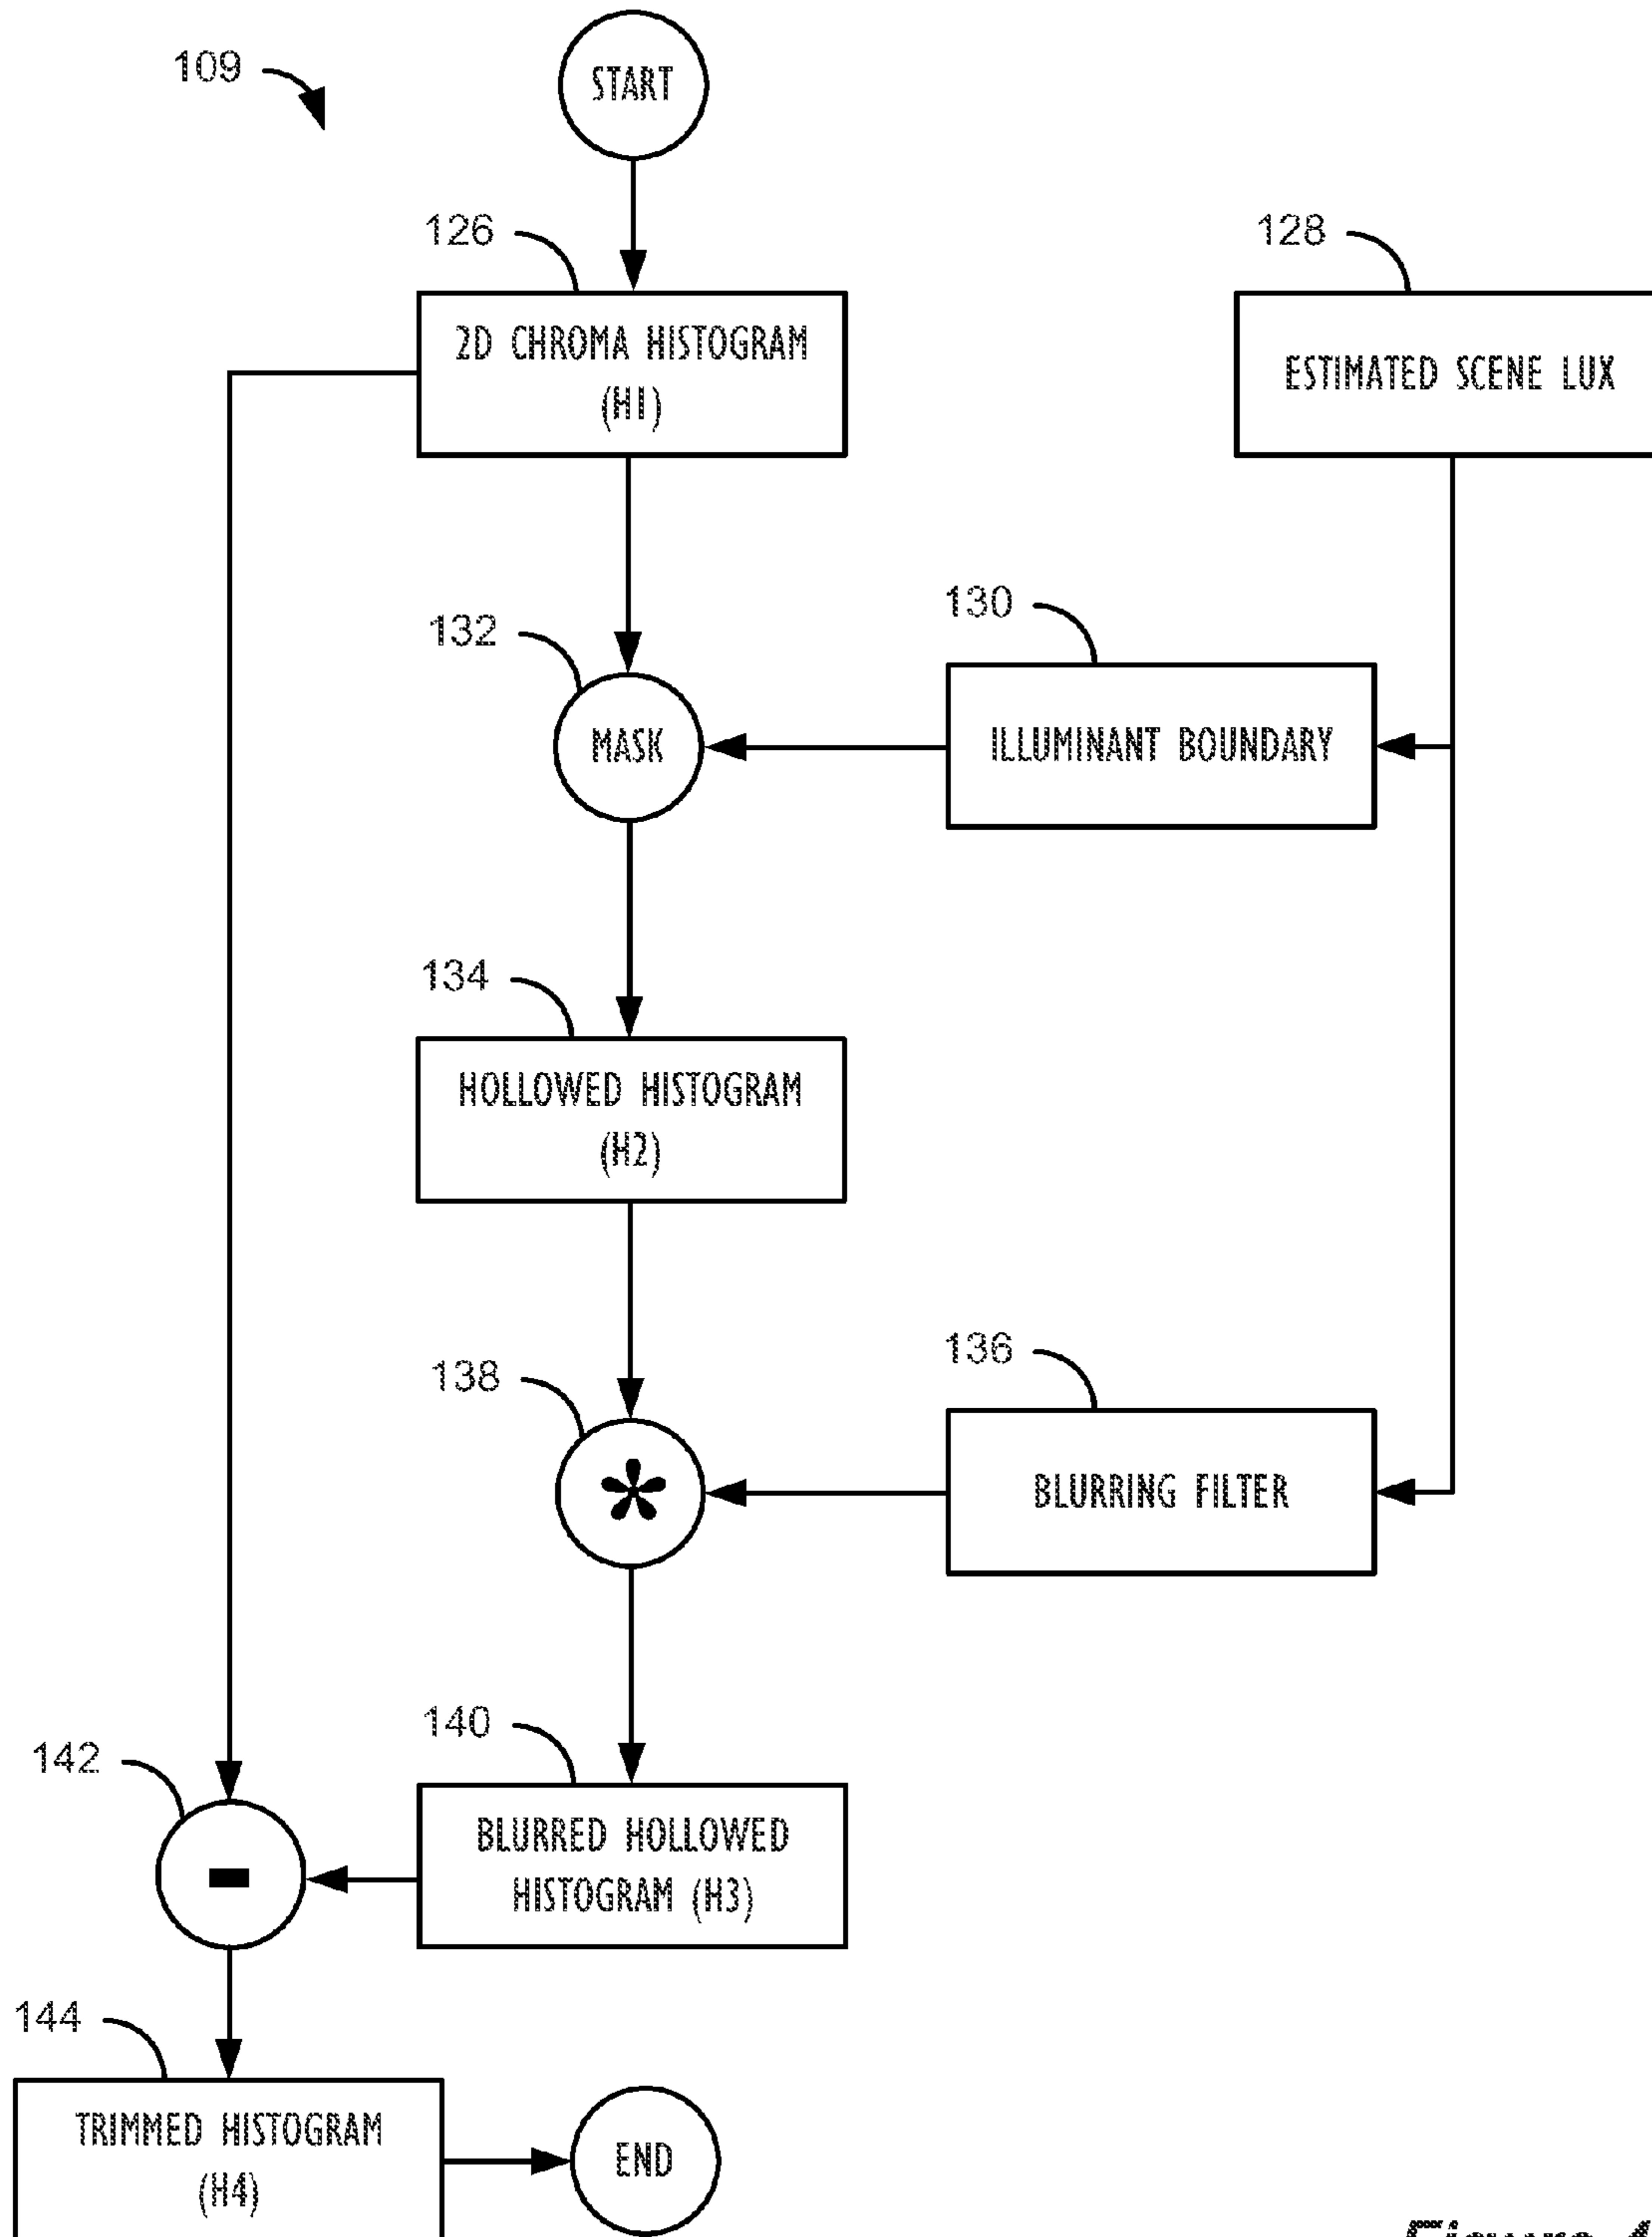 109
START
126
128
2D CHROMA HISTOGRAM
(H1)
ESTIMATED SCENE LUX
130
132
MASK
ILLUMINANT BOUNDARY
134
HOLLOWED HISTOGRAM
(H2)
136
138
*
BLURRING FILTER
140
142
BLURRED HOLLOWED
HISTOGRAM (H3)
-
144
TRIMMED HISTOGRAM
(H4)
END